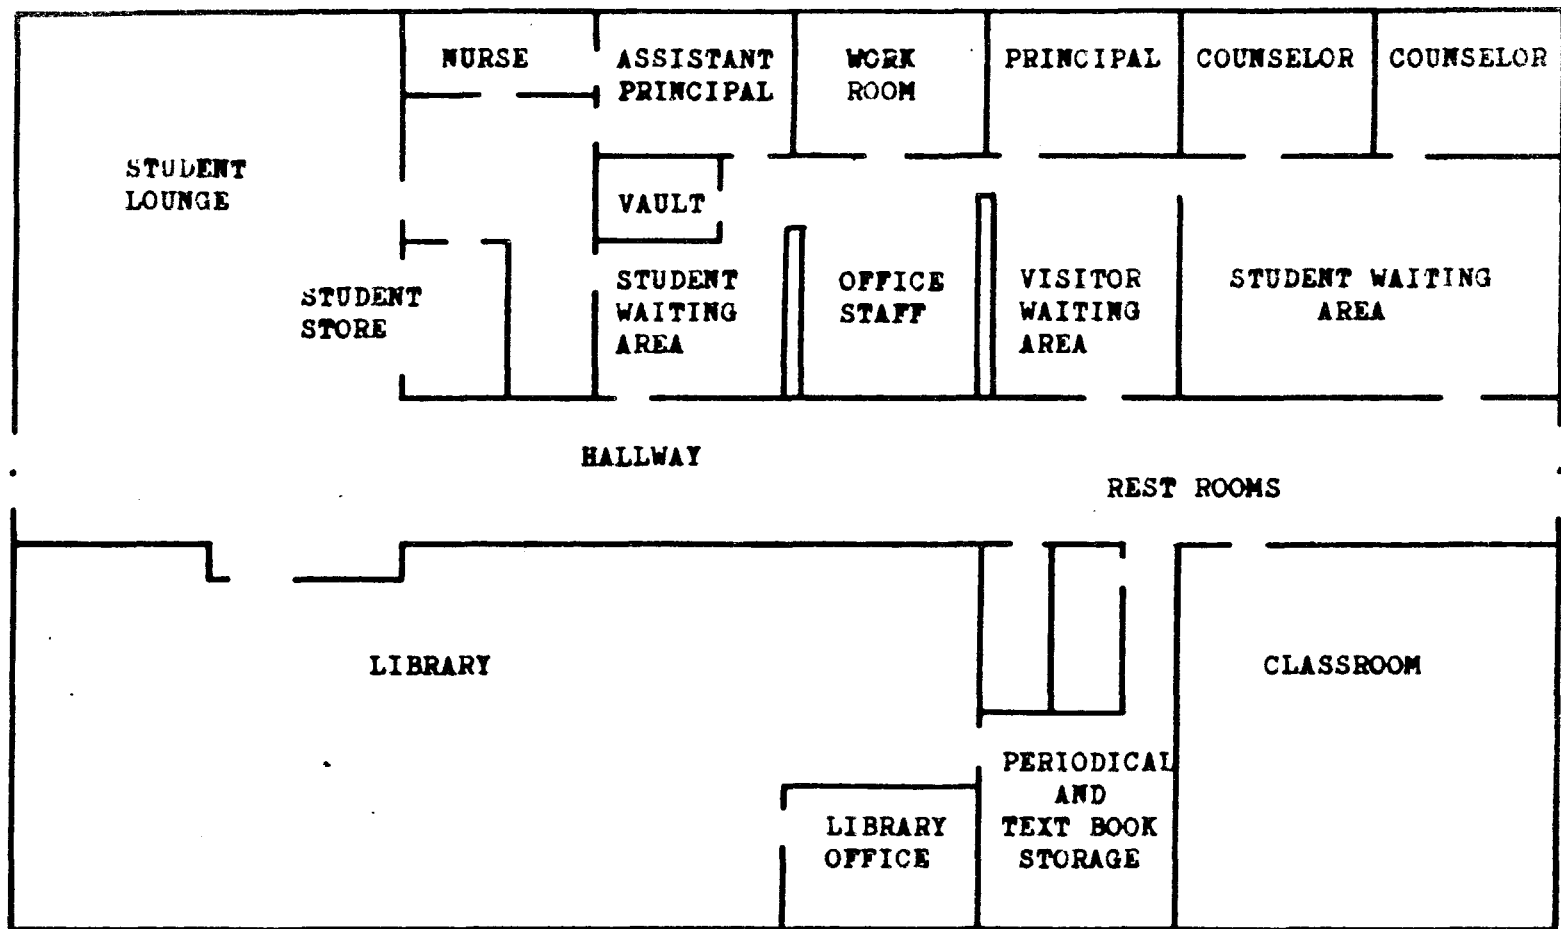 NURSE
ASSISTANT
PRINCIPAL
WORK
ROOM
PRINCIPAL
COUNSELOR
COUNSELOR
STUDENT
LOUNGE
VAULT
STUDENT
STORE
STUDENT
WAITING
AREA
OFFICE
STAFF
VISITOR
WAITING
AREA
STUDENT WAITING
AREA
HALLWAY
REST ROOMS
LIBRARY
CLASSROOM
PERIODICAL
AND
TEXT BOOK
STORAGE
LIBRARY
OFFICE